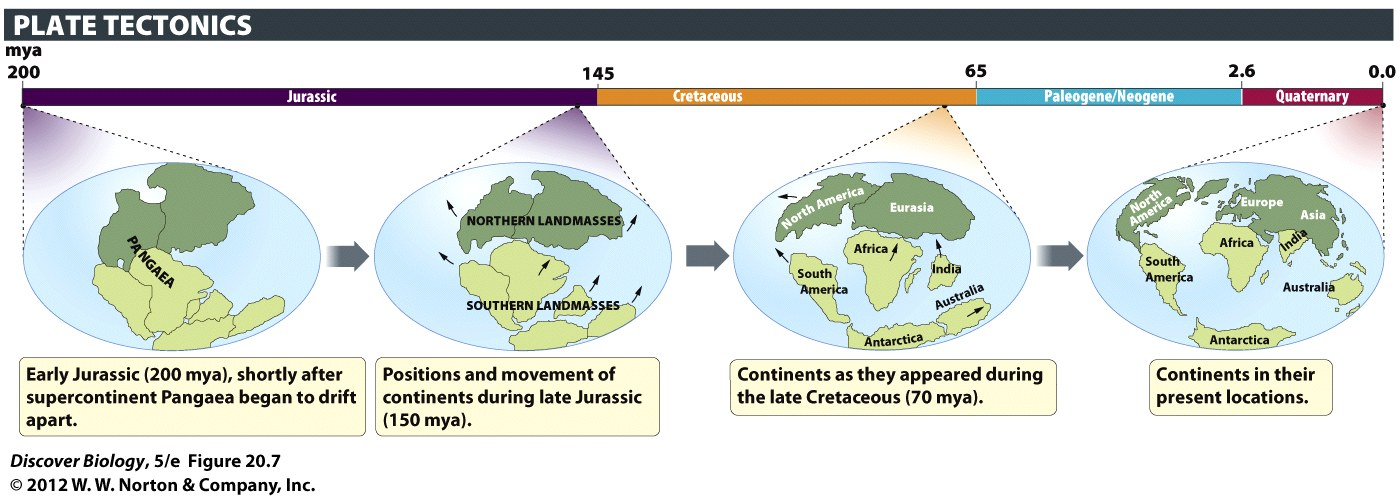 PLATE TECTONICS
mya
200
145
65
2.6
0.0
Jurassic
Cretaceous
Paleogene/Neogene
Quaternary
PANGAEA
NORTHERN LANDMASSES
SOUTHERN LANDMASSES
North America
Eurasia
Africa
India
South
America
Australia
Antarctica
North
America
Europe
Asia
Africa
India
South
America
Australia
Antarctica
Early Jurassic (200 mya), shortly after
supercontinent Pangaea began to drift
apart.
Positions and movement of
continents during late Jurassic
(150 mya).
Continents as they appeared during
the late Cretaceous (70 mya).
Continents in their
present locations.
Discover Biology, 5/e Figure 20.7
© 2012 W. W. Norton & Company, Inc.